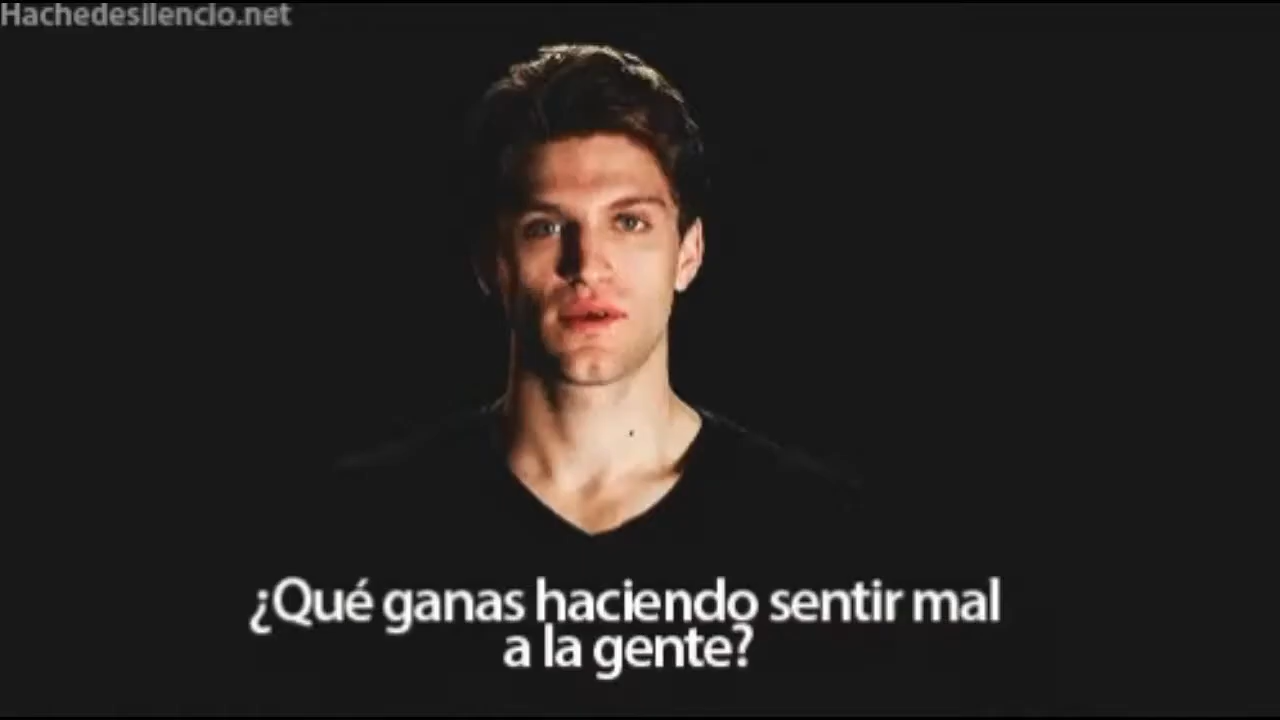 Hachedesilencio.net
¿Qué ganas haciendo sentir mal
a la gente?